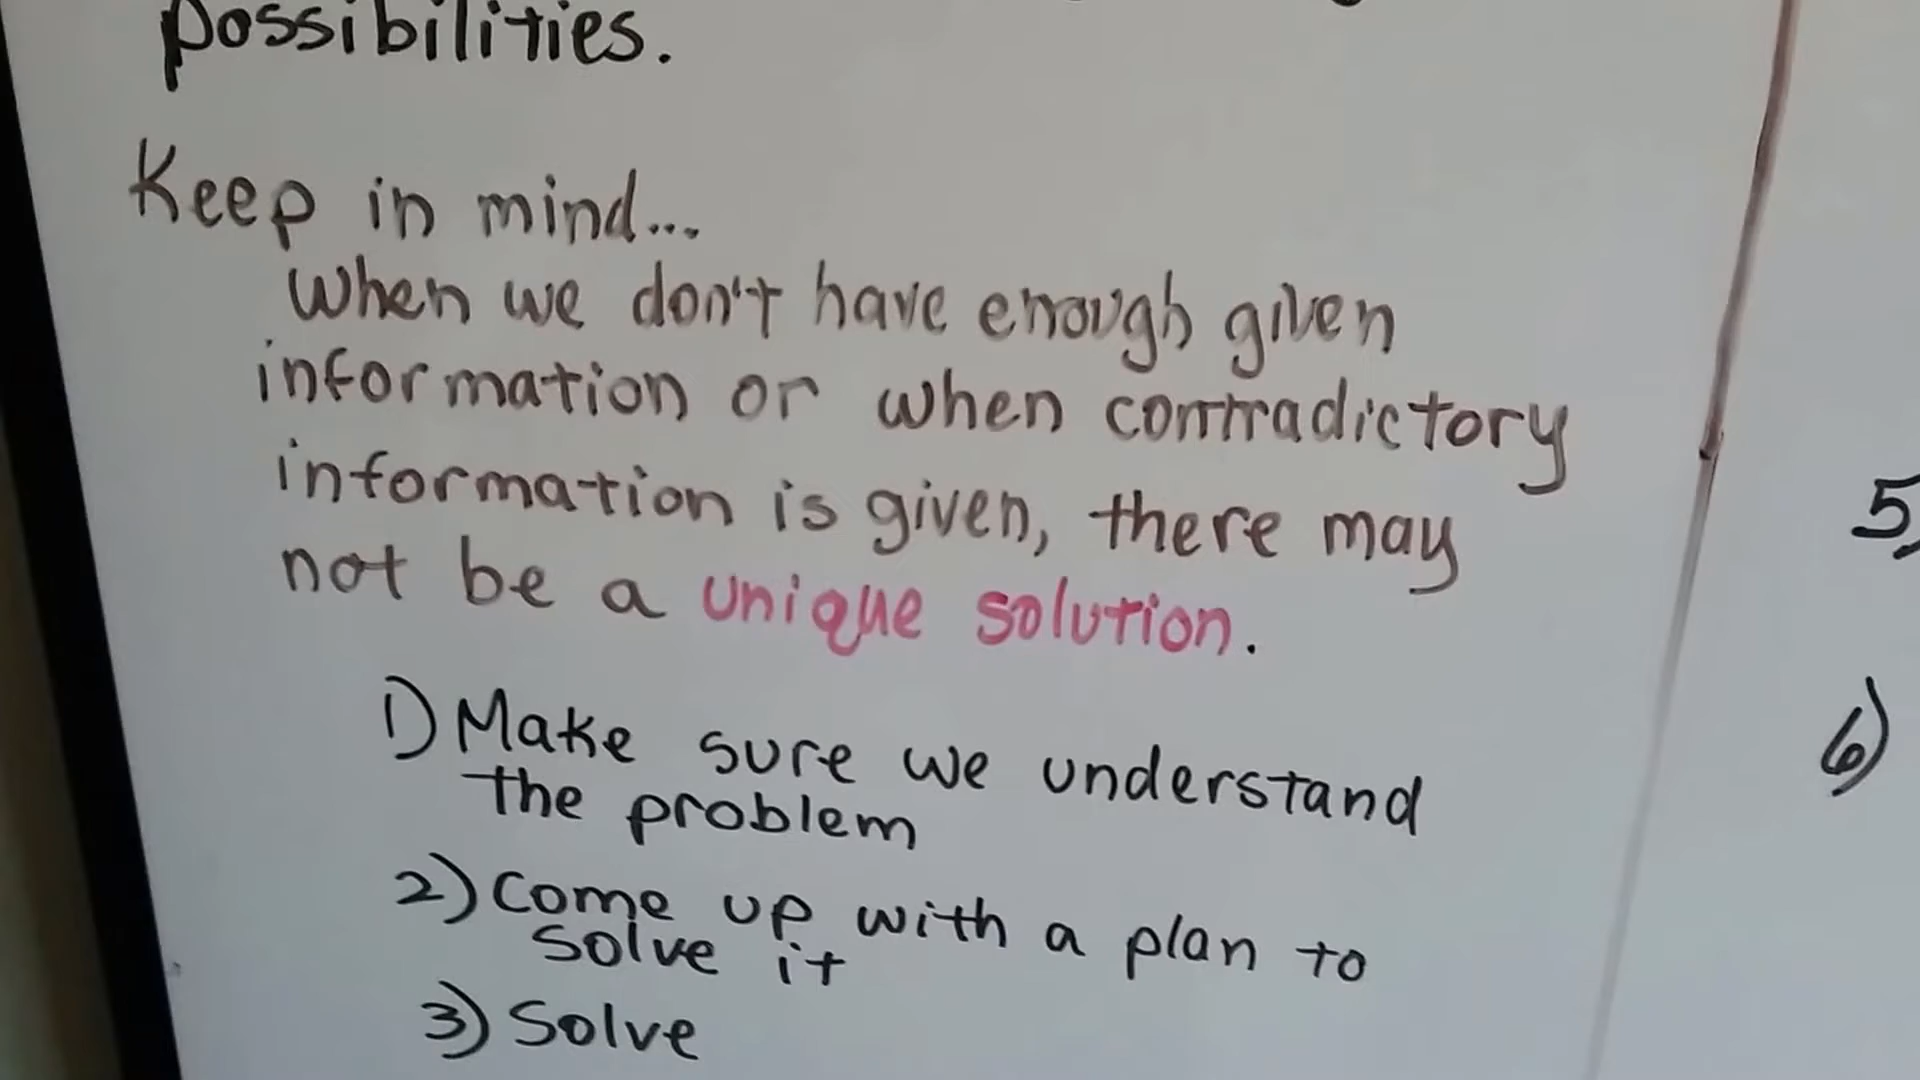 possibilities.
Keep in mind...
When we don't have enough given
information or when contradictory
information is given, there may
not be a unique solution.
1) Make sure we understand
the problem
2) Come up with a plan to
solve it
3) Solve
5)
6)